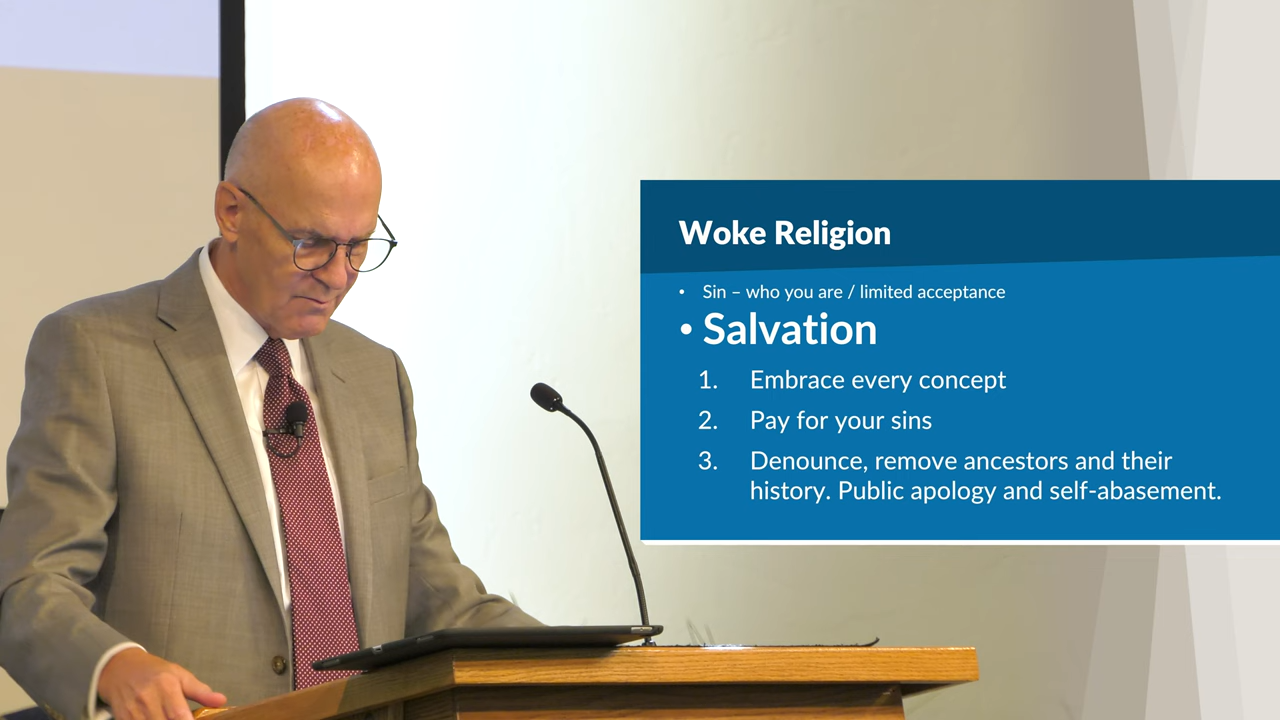 Woke Religion
• Sin – who you are / limited acceptance
• Salvation
1. Embrace every concept
2. Pay for your sins
3. Denounce, remove ancestors and their
history. Public apology and self-abasement.